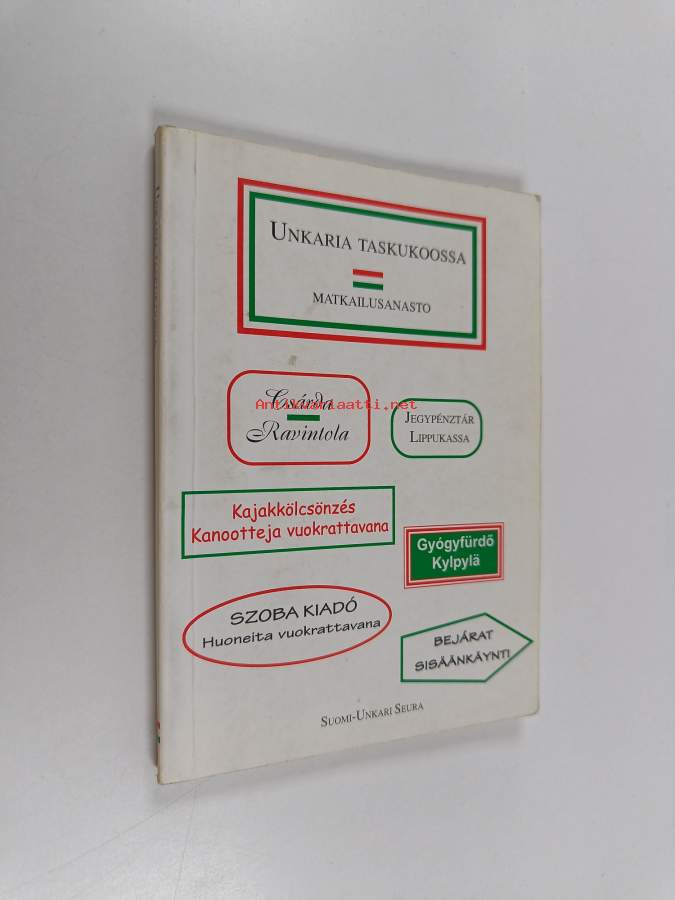 UNKARIA TASKUKOOSSA
MATKAILUSANASTO
Csárda
Antikvariaatti.net
Ravintola
JEGYPÉNZTÁR
LIPPUKASSA
Kajakkölcsönzés
Kanootteja vuokrattavana
Gyógyfürdő
Kylpylä
SZOBA KIADÓ
Huoneita vuokrattavana
BEJÁRAT
SISÄÄNKÄYNTI
SUOMI-UNKARI SEURA